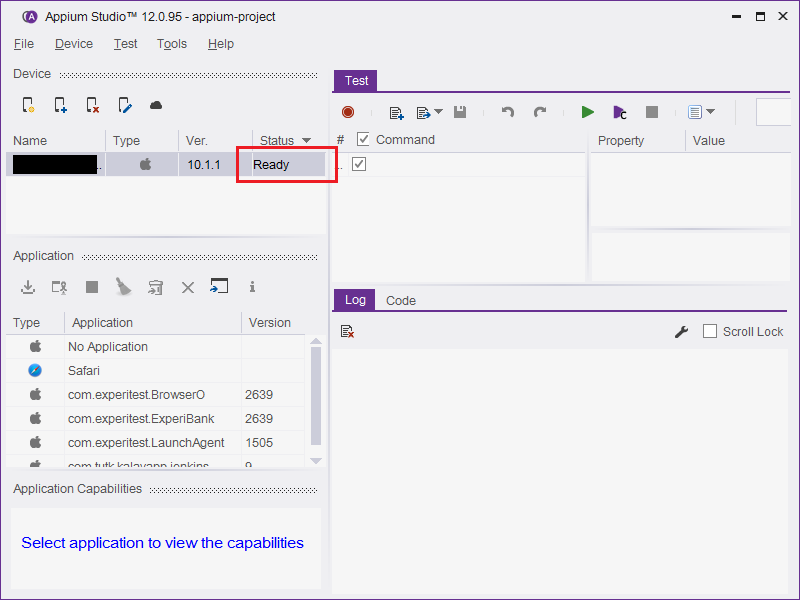 Appium Studio™ 12.0.95 - appium-project
File Device Test Tools Help
Device
Name Type Ver. Status
.. 10.1.1 Ready
Application
Type Application Version
No Application
Safari
com.experitest.BrowserO 2639
com.experitest.ExperiBank 2639
com.experitest.LaunchAgent 1505
com.tutk.kalayapp.jenkins 9
Application Capabilities
Select application to view the capabilities
Test
# Command Property Value
Log Code
Scroll Lock